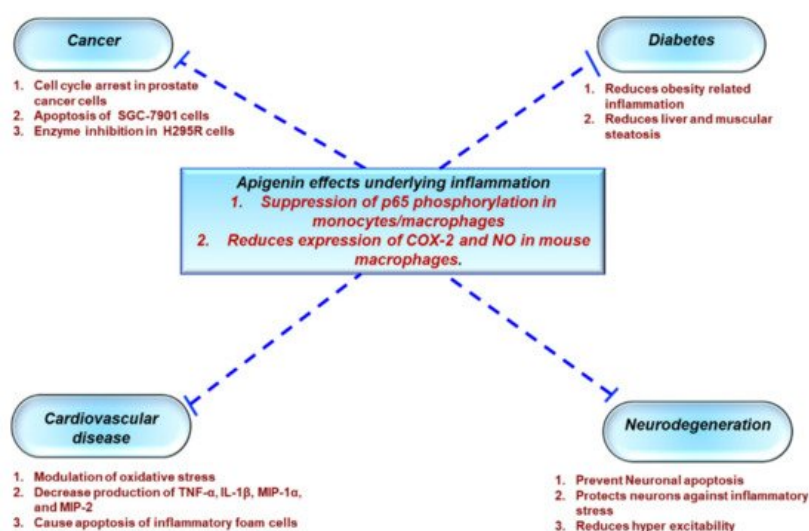 Cancer
1. Cell cycle arrest in prostate
cancer cells
2. Apoptosis of SGC-7901 cells
3. Enzyme inhibition in H295R cells
Diabetes
1. Reduces obesity related
inflammation
2. Reduces liver and muscular
steatosis
Apigenin effects underlying inflammation
1. Suppression of p65 phosphorylation in
monocytes/macrophages
2. Reduces expression of COX-2 and NO in mouse
macrophages.
Cardiovascular
disease
1. Modulation of oxidative stress
2. Decrease production of TNF-α, IL-1β, MIP-1α,
and MIP-2
3. Cause apoptosis of inflammatory foam cells
Neurodegeneration
1. Prevent Neuronal apoptosis
2. Protects neurons against inflammatory
stress
3. Reduces hyper excitability